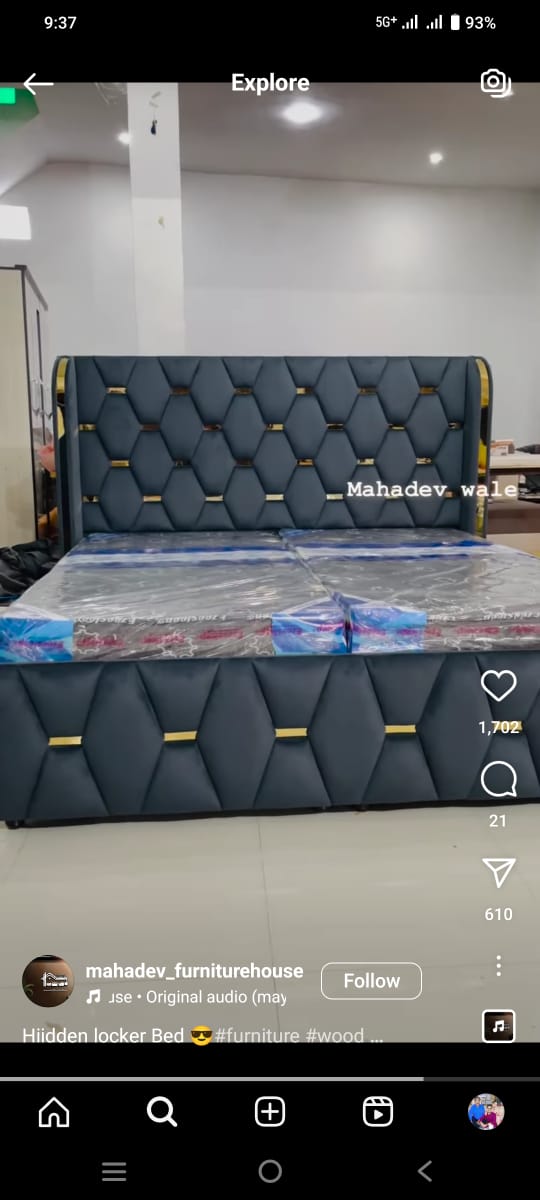 9:37
5G+ 93%
Explore
Mahadev wale
1,702
21
610
mahadev_furniturehouse
Follow
use • Original audio (may
Hiidden locker Bed 😎#furniture #wood ...